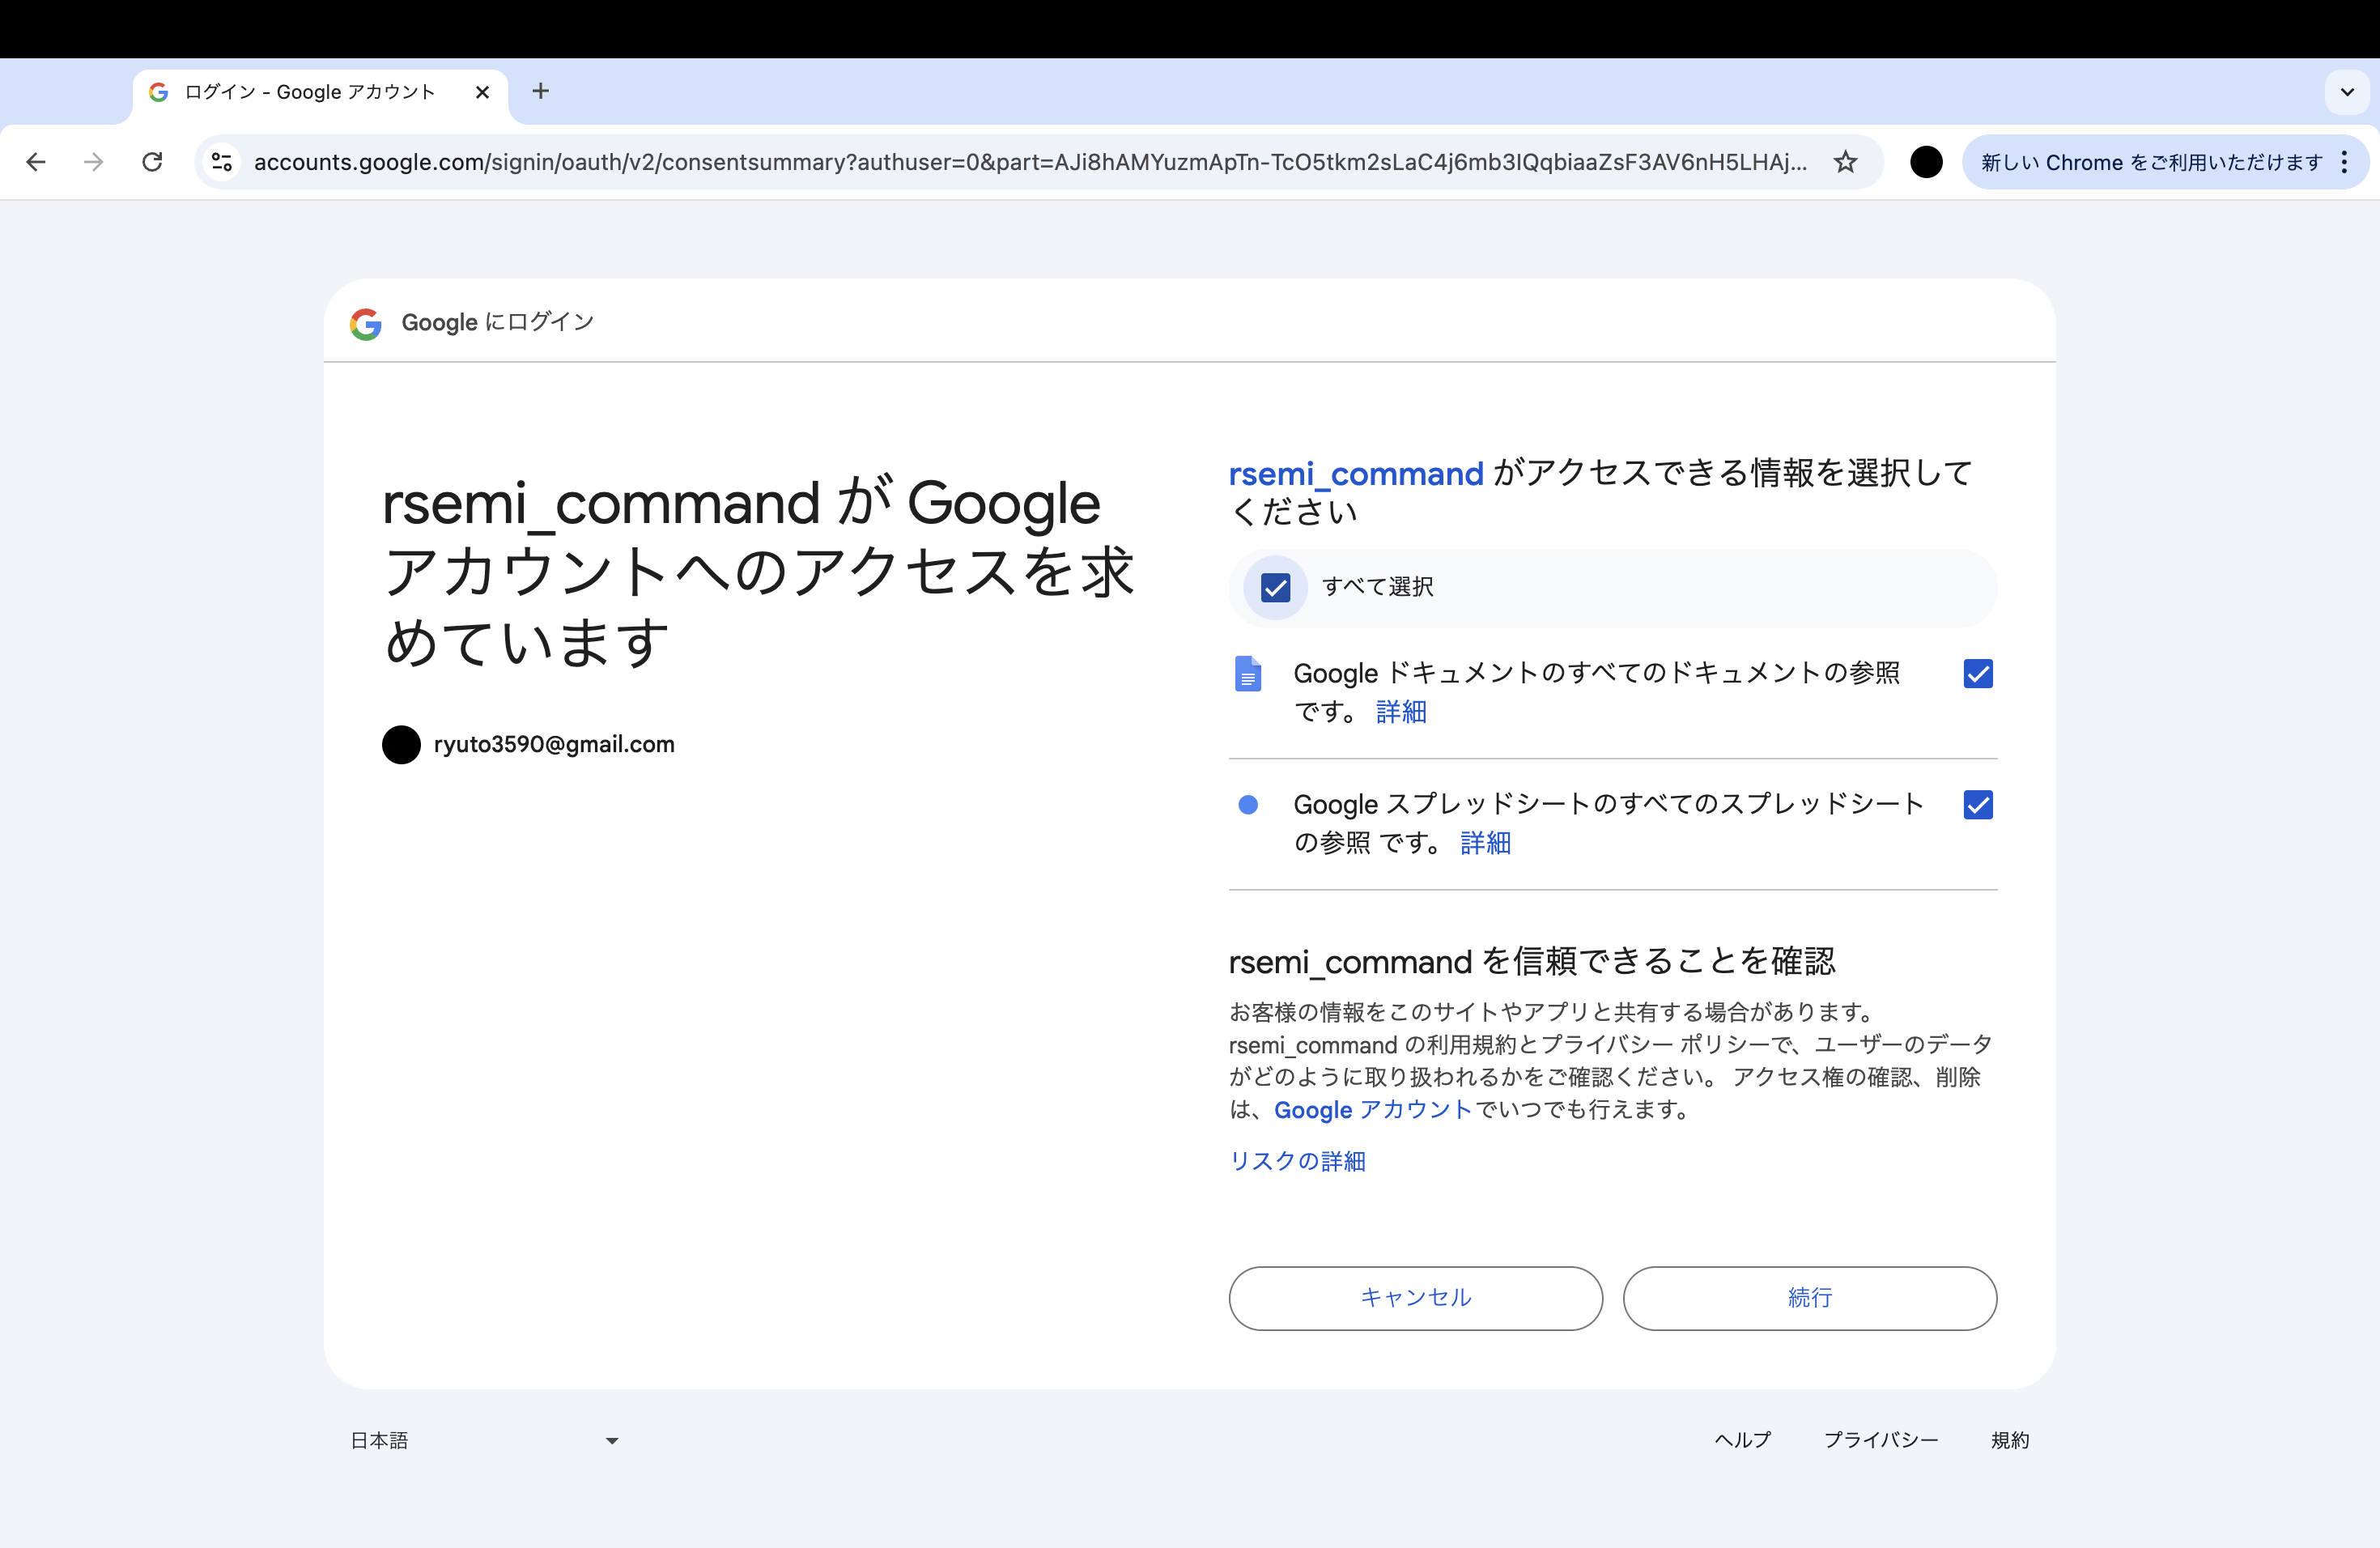 ログイン - Google アカウント
accounts.google.com/signin/oauth/v2/consentsummary?authuser=0&part=AJi8hAMYuzmApTn-TcO5tkm2sLaC4j6mb3IQqbiaaZsF3AV6nH5LHAj...
新しい Chrome をご利用いただけます
Google にログイン
rsemi_command が Google
アカウントへのアクセスを求
めています
ryuto3590@gmail.com
rsemi_command がアクセスできる情報を選択して
ください
すべて選択
Google ドキュメントのすべてのドキュメントの参照
です。 詳細
Google スプレッドシートのすべてのスプレッドシート
の参照 です。 詳細
rsemi_command を信頼できることを確認
お客様の情報をこのサイトやアプリと共有する場合があります。
rsemi_command の利用規約とプライバシー ポリシーで、ユーザーのデータ
がどのように取り扱われるかをご確認ください。 アクセス権の確認、削除
は、Google アカウントでいつでも行えます。
リスクの詳細
キャンセル
続行
日本語
ヘルプ
プライバシー
規約